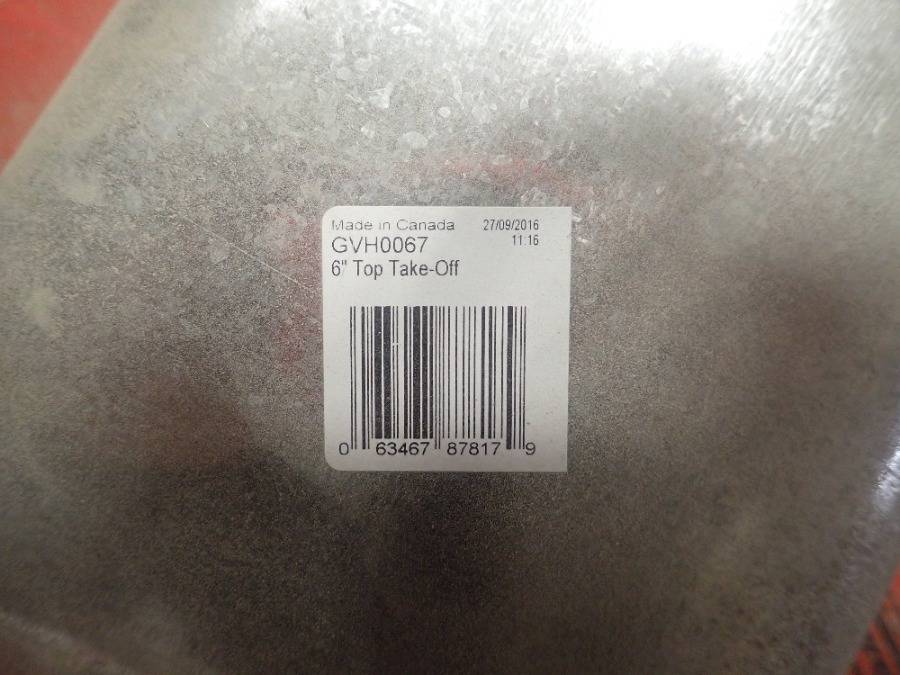 Made in Canada 27/09/2016
GVH0067 11:16
6" Top Take-Off
0 63467 87817 9